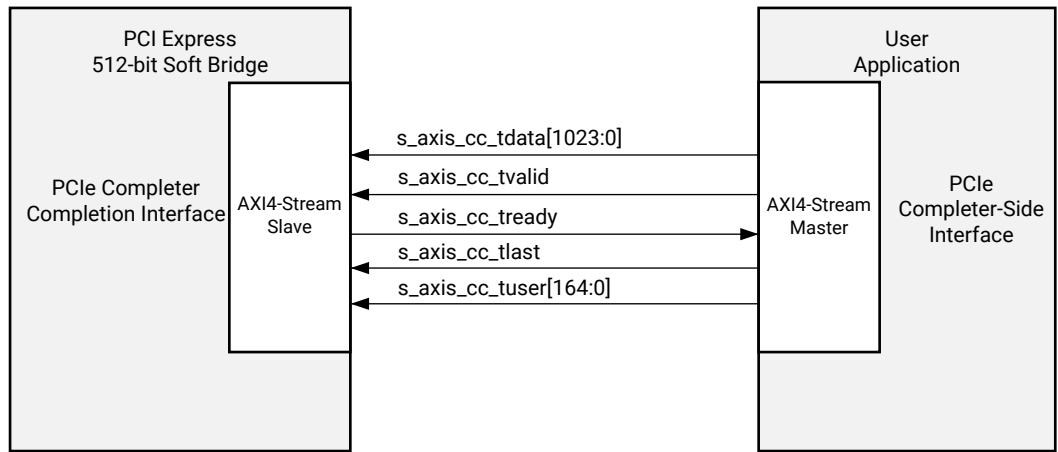 PCI Express
512-bit Soft Bridge
PCIe Completer
Completion Interface
AXI4-Stream
Slave
s_axis_cc_tdata[1023:0]
s_axis_cc_tvalid
s_axis_cc_tready
s_axis_cc_tlast
s_axis_cc_tuser[164:0]
User
Application
AXI4-Stream
Master
PCIe
Completer-Side
Interface